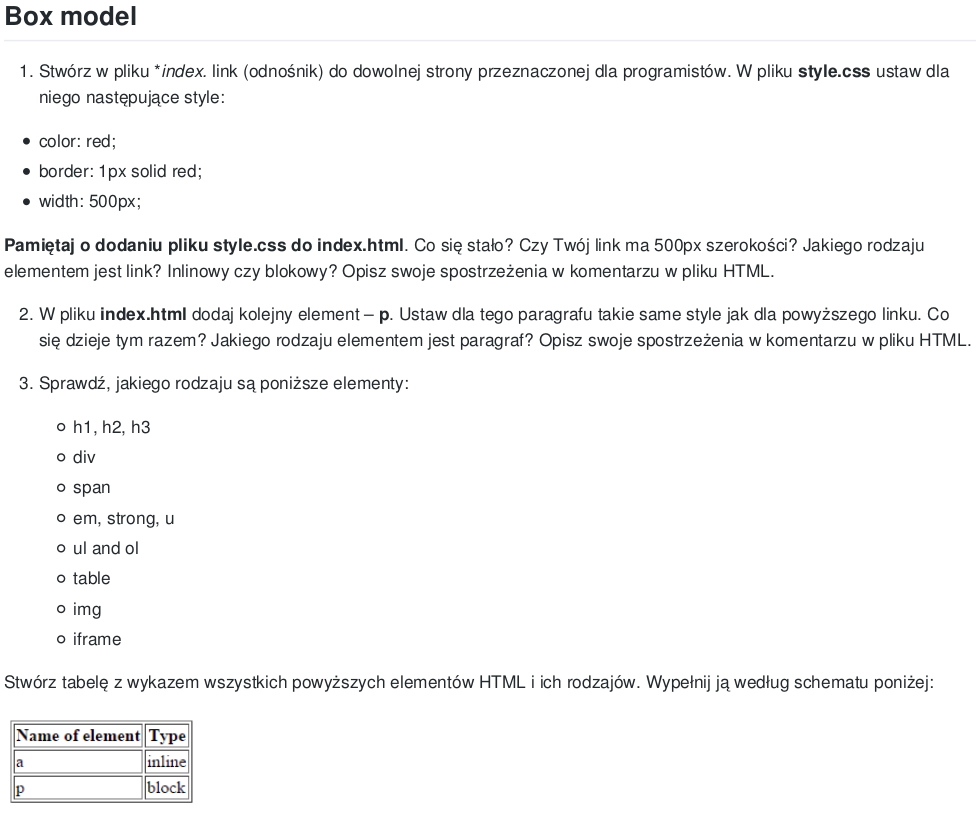 Box model
1. Stwórz w pliku *index. link (odnośnik) do dowolnej strony przeznaczonej dla programistów. W pliku style.css ustaw dla
niego następujące style:
• color: red;
• border: 1px solid red;
• width: 500px;
Pamiętaj o dodaniu pliku style.css do index.html. Co się stało? Czy Twój link ma 500px szerokości? Jakiego rodzaju
elementem jest link? Inlinowy czy blokowy? Opisz swoje spostrzeżenia w komentarzu w pliku HTML.
2. W pliku index.html dodaj kolejny element – p. Ustaw dla tego paragrafu takie same style jak dla powyższego linku. Co
się dzieje tym razem? Jakiego rodzaju elementem jest paragraf? Opisz swoje spostrzeżenia w komentarzu w pliku HTML.
3. Sprawdź, jakiego rodzaju są poniższe elementy:
○ h1, h2, h3
○ div
○ span
○ em, strong, u
○ ul and ol
○ table
○ img
○ iframe
Stwórz tabelę z wykazem wszystkich powyższych elementów HTML i ich rodzajów. Wypełnij ją według schematu poniżej:
Name of element Type
a inline
p block